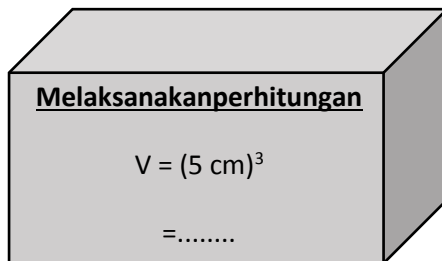 Melaksanakanperhitungan
V = (5 cm)³
=........